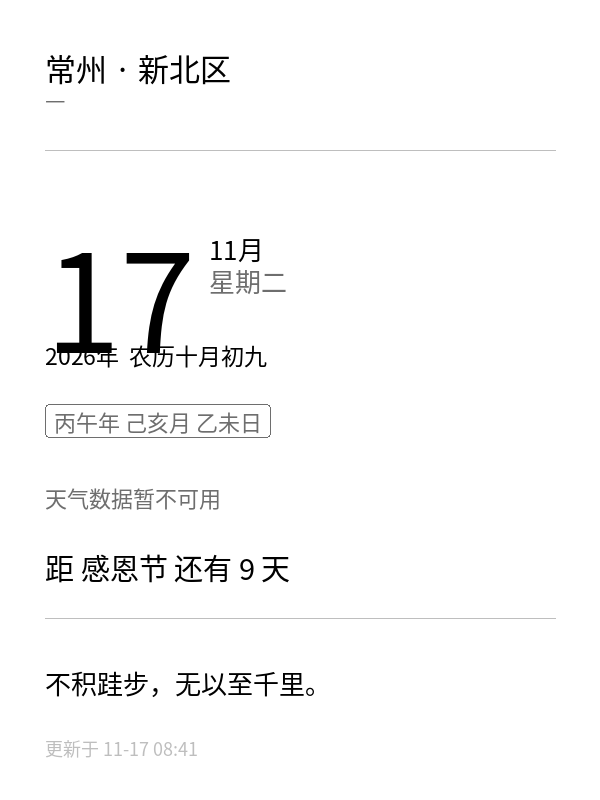 常州 · 新北区
—
17
11月
星期二
2026年 农历十月初九
丙午年 己亥月 乙未日
天气数据暂不可用
距 感恩节 还有 9 天
不积跬步，无以至千里。
更新于 11-17 08:41